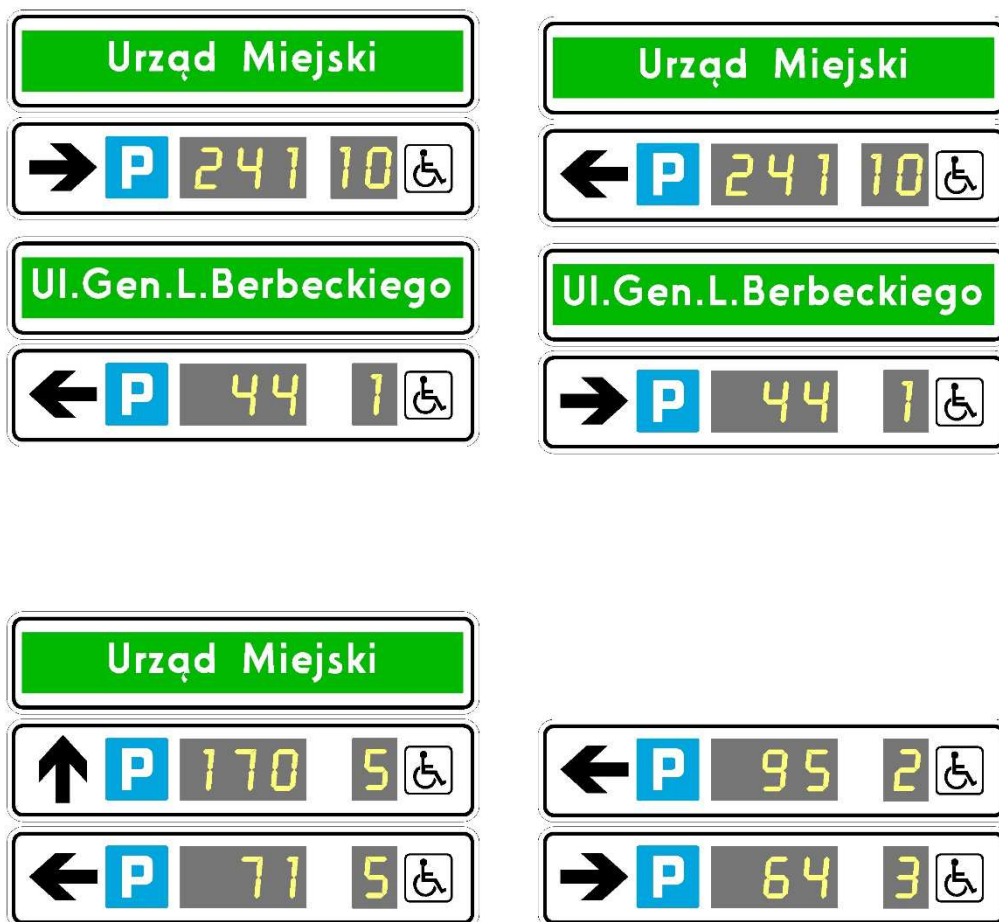 Urząd Miejski
P 241 10
Ul.Gen.L.Berbeckiego
P 44 1
Urząd Miejski
P 241 10
Ul.Gen.L.Berbeckiego
P 44 1
Urząd Miejski
P 170 5
P 71 5
P 95 2
P 64 3